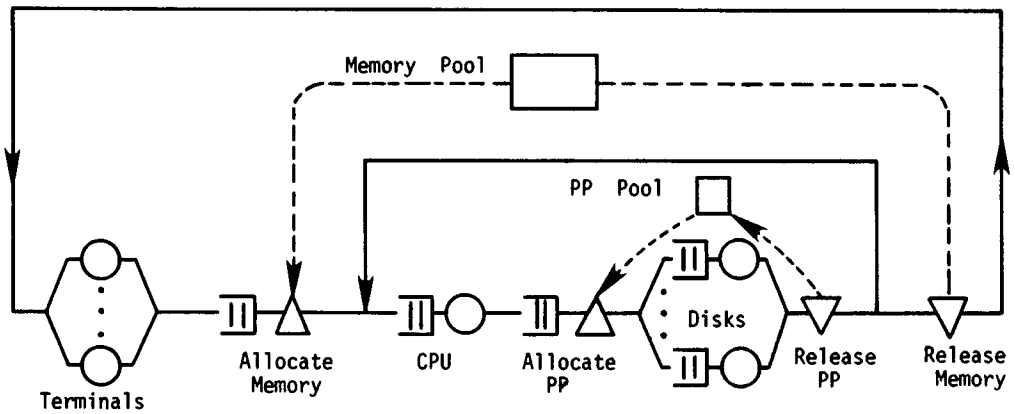 Memory Pool
PP Pool
Disks
Allocate
Memory
CPU
Allocate
PP
Release
PP
Release
Memory
Terminals